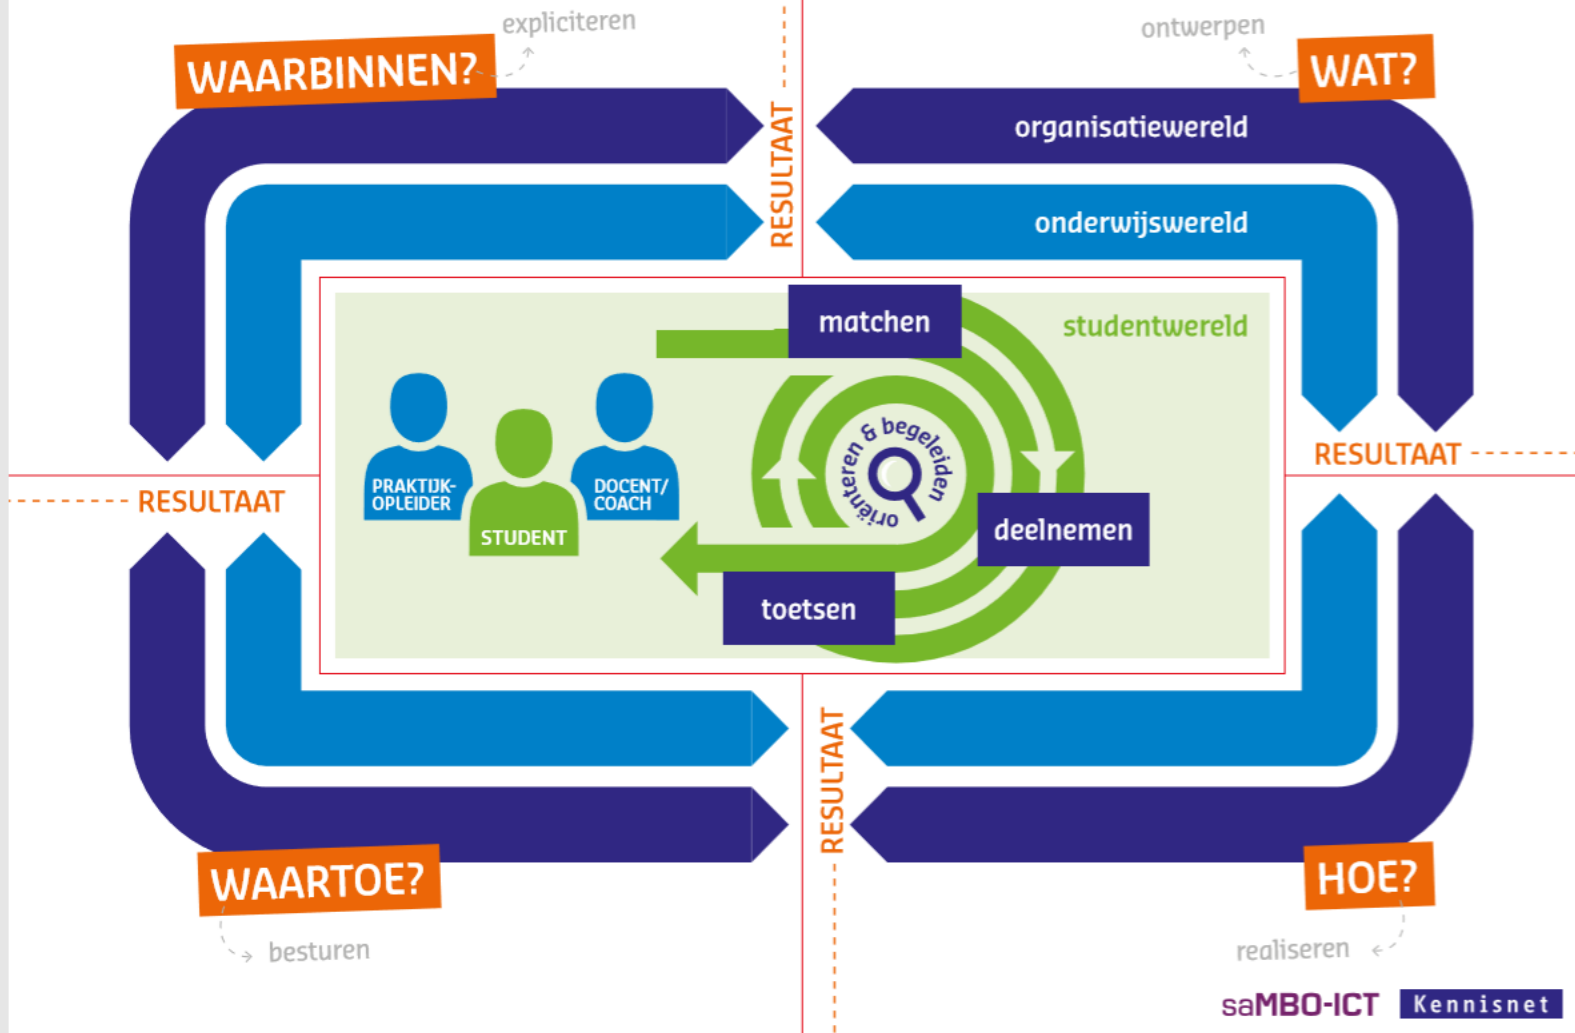 expliciteren
ontwerpen
WAARBINNEN?
WAT?
RESULTAAT
organisatiewereld
onderwijswereld
matchen
studentwereld
oriënteren & begeleiden
PRAKTIJK-
OPLEIDER
DOCENT/
COACH
STUDENT
deelnemen
toetsen
RESULTAAT
RESULTAAT
RESULTAAT
WAARTOE?
HOE?
besturen
realiseren
saMBO-ICT
Kennisnet